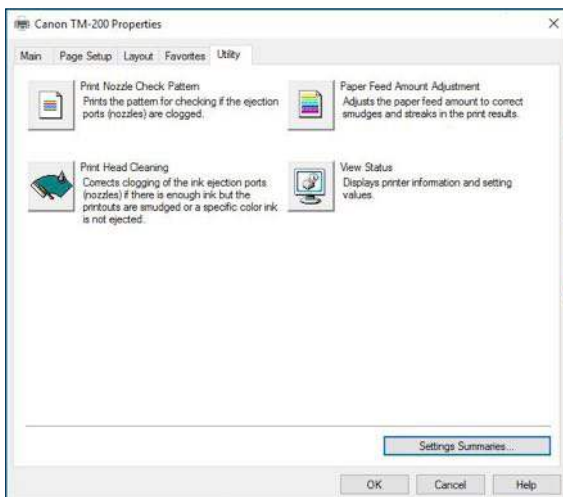 Canon TM-200 Properties
Main Page Setup Layout Favorites Utility
Print Nozzle Check Pattern
Prints the pattern for checking if the ejection
ports (nozzles) are clogged.
Paper Feed Amount Adjustment
Adjusts the paper feed amount to correct
smudges and streaks in the print results.
Print Head Cleaning
Corrects clogging of the ink ejection ports
(nozzles) if there is enough ink but the
printouts are smudged or a specific color ink
is not ejected.
View Status
Displays printer information and setting
values.
Settings Summaries...
OK Cancel Help